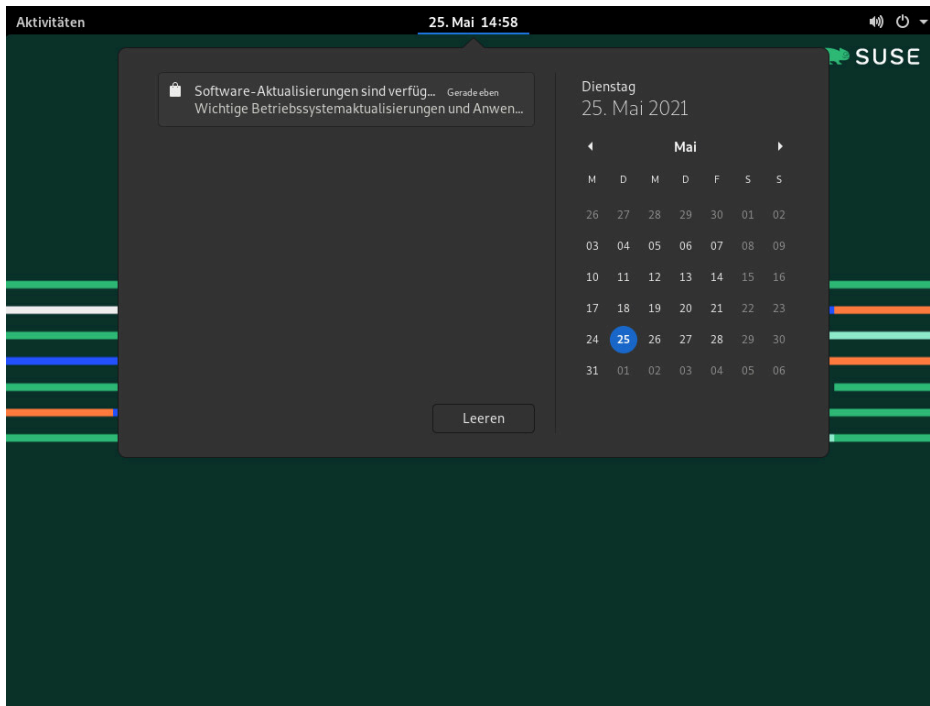 Aktivitäten
25. Mai 14:58
SUSE
Software-Aktualisierungen sind verfüg... Gerade eben
Wichtige Betriebssystemaktualisierungen und Anwen...
Leeren
Dienstag
25. Mai 2021
Mai
M D M D F S S
26 27 28 29 30 01 02
03 04 05 06 07 08 09
10 11 12 13 14 15 16
17 18 19 20 21 22 23
24 25 26 27 28 29 30
31 01 02 03 04 05 06